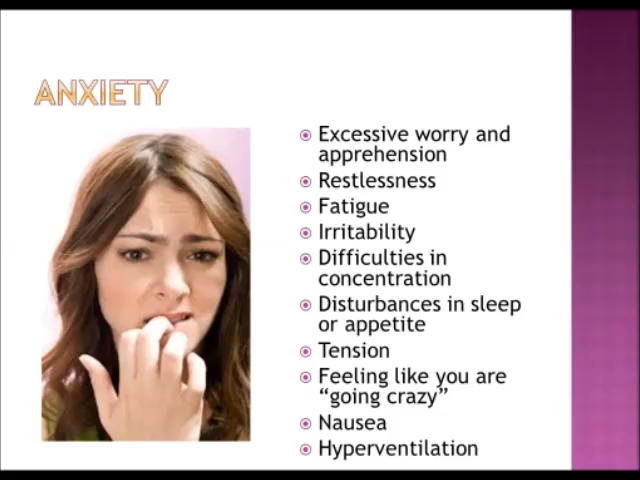 ANXIETY
Excessive worry and
apprehension
Restlessness
Fatigue
Irritability
Difficulties in
concentration
Disturbances in sleep
or appetite
Tension
Feeling like you are
“going crazy”
Nausea
Hyperventilation